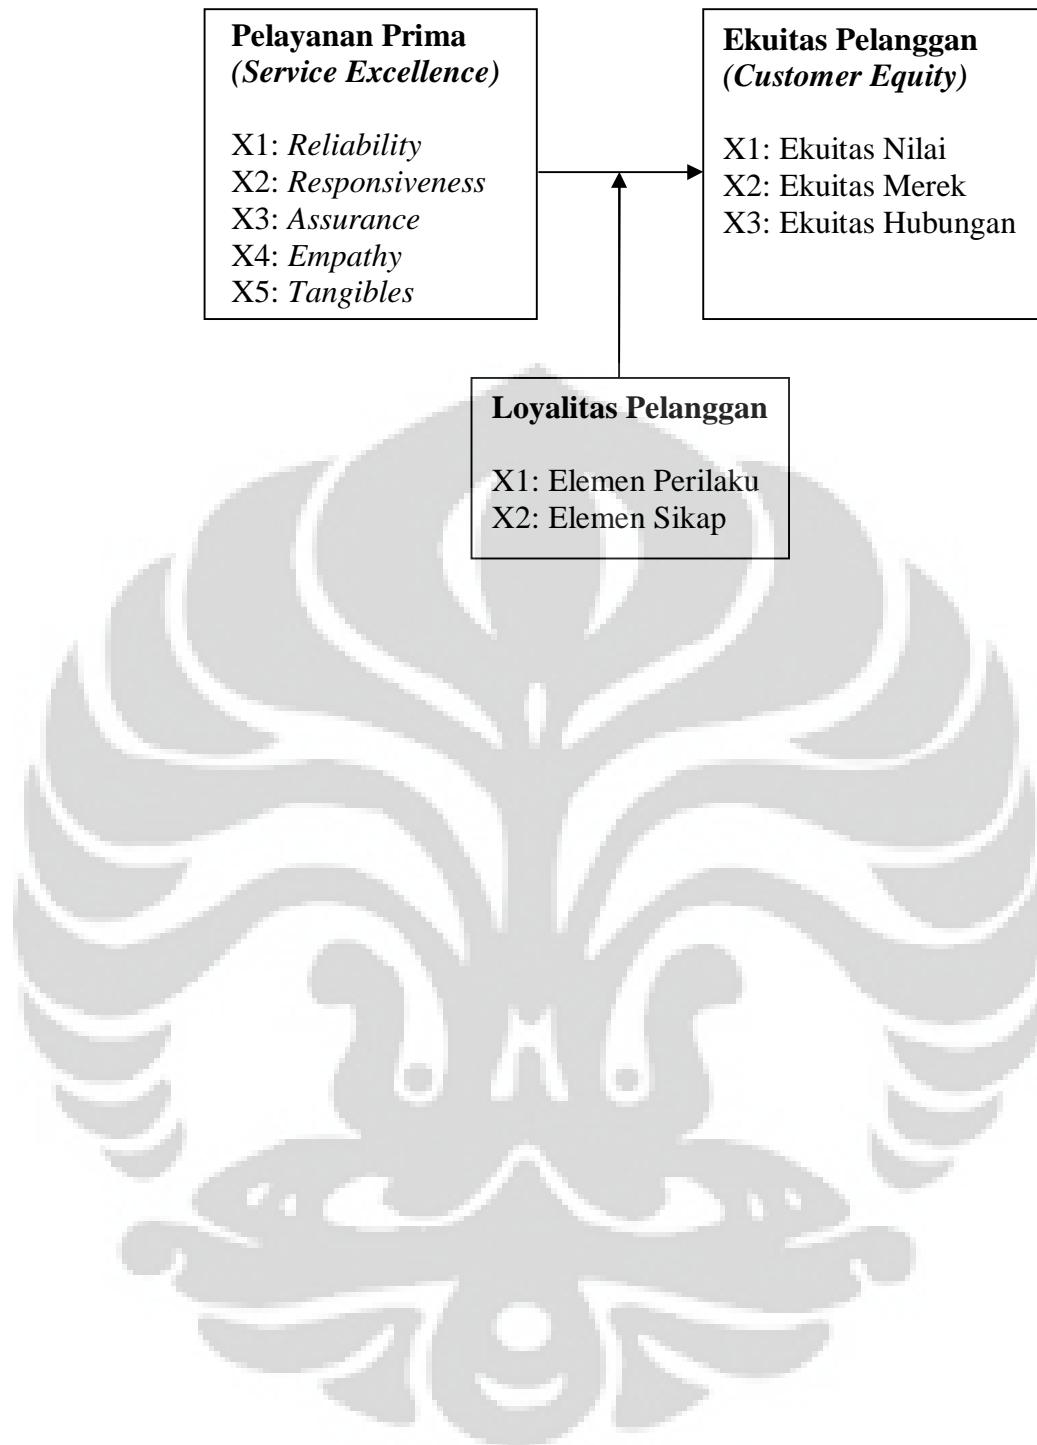 Pelayanan Prima
(Service Excellence)
X1: Reliability
X2: Responsiveness
X3: Assurance
X4: Empathy
X5: Tangibles
Ekuitas Pelanggan
(Customer Equity)
X1: Ekuitas Nilai
X2: Ekuitas Merek
X3: Ekuitas Hubungan
Loyalitas Pelanggan
X1: Elemen Perilaku
X2: Elemen Sikap